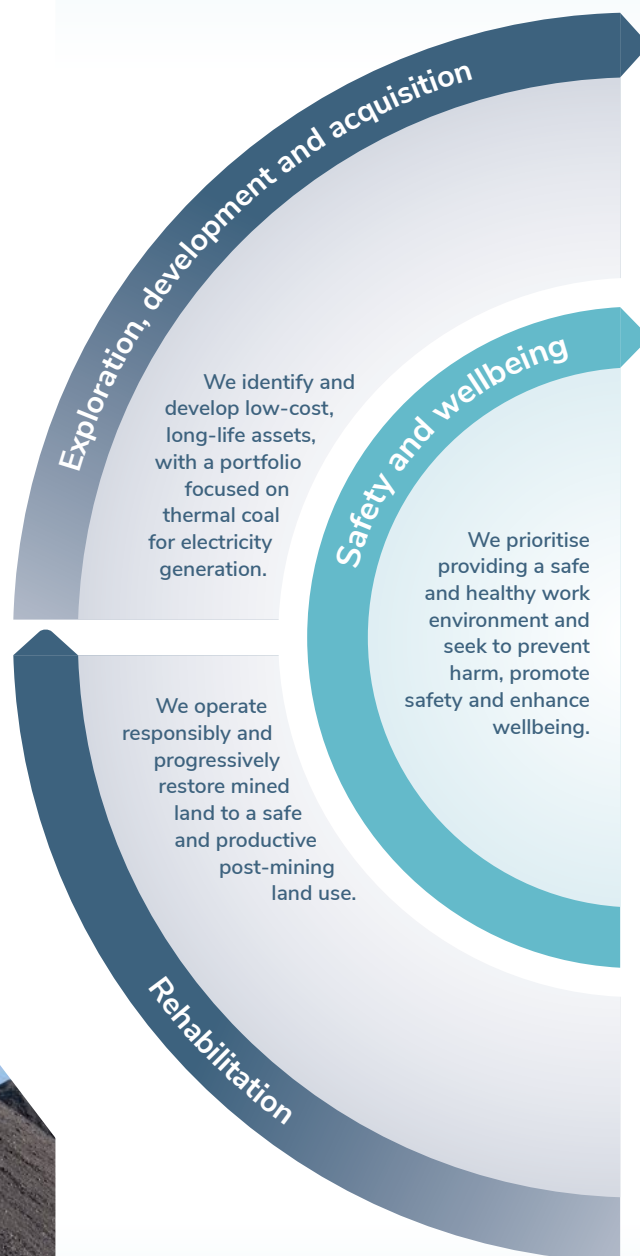 Exploration, development and acquisition
We identify and
develop low-cost,
long-life assets,
with a portfolio
focused on
thermal coal
for electricity
generation.
Safety and wellbeing
We prioritise
providing a safe
and healthy work
environment and
seek to prevent
harm, promote
safety and enhance
wellbeing.
We operate
responsibly and
progressively
restore mined
land to a safe
and productive
post-mining
land use.
Rehabilitation